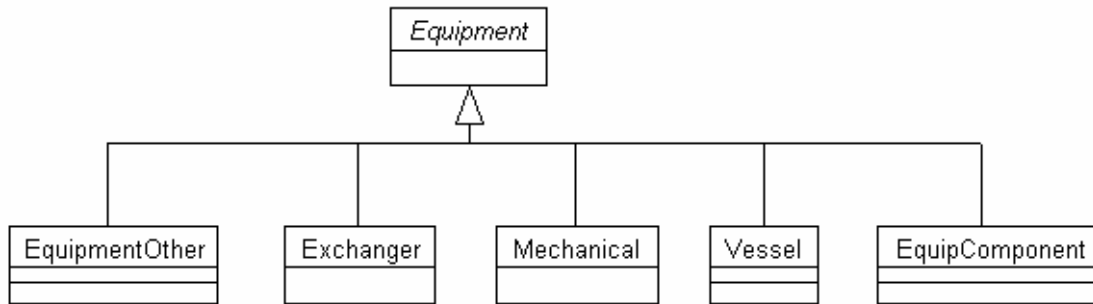 Equipment
EquipmentOther
Exchanger
Mechanical
Vessel
EquipComponent